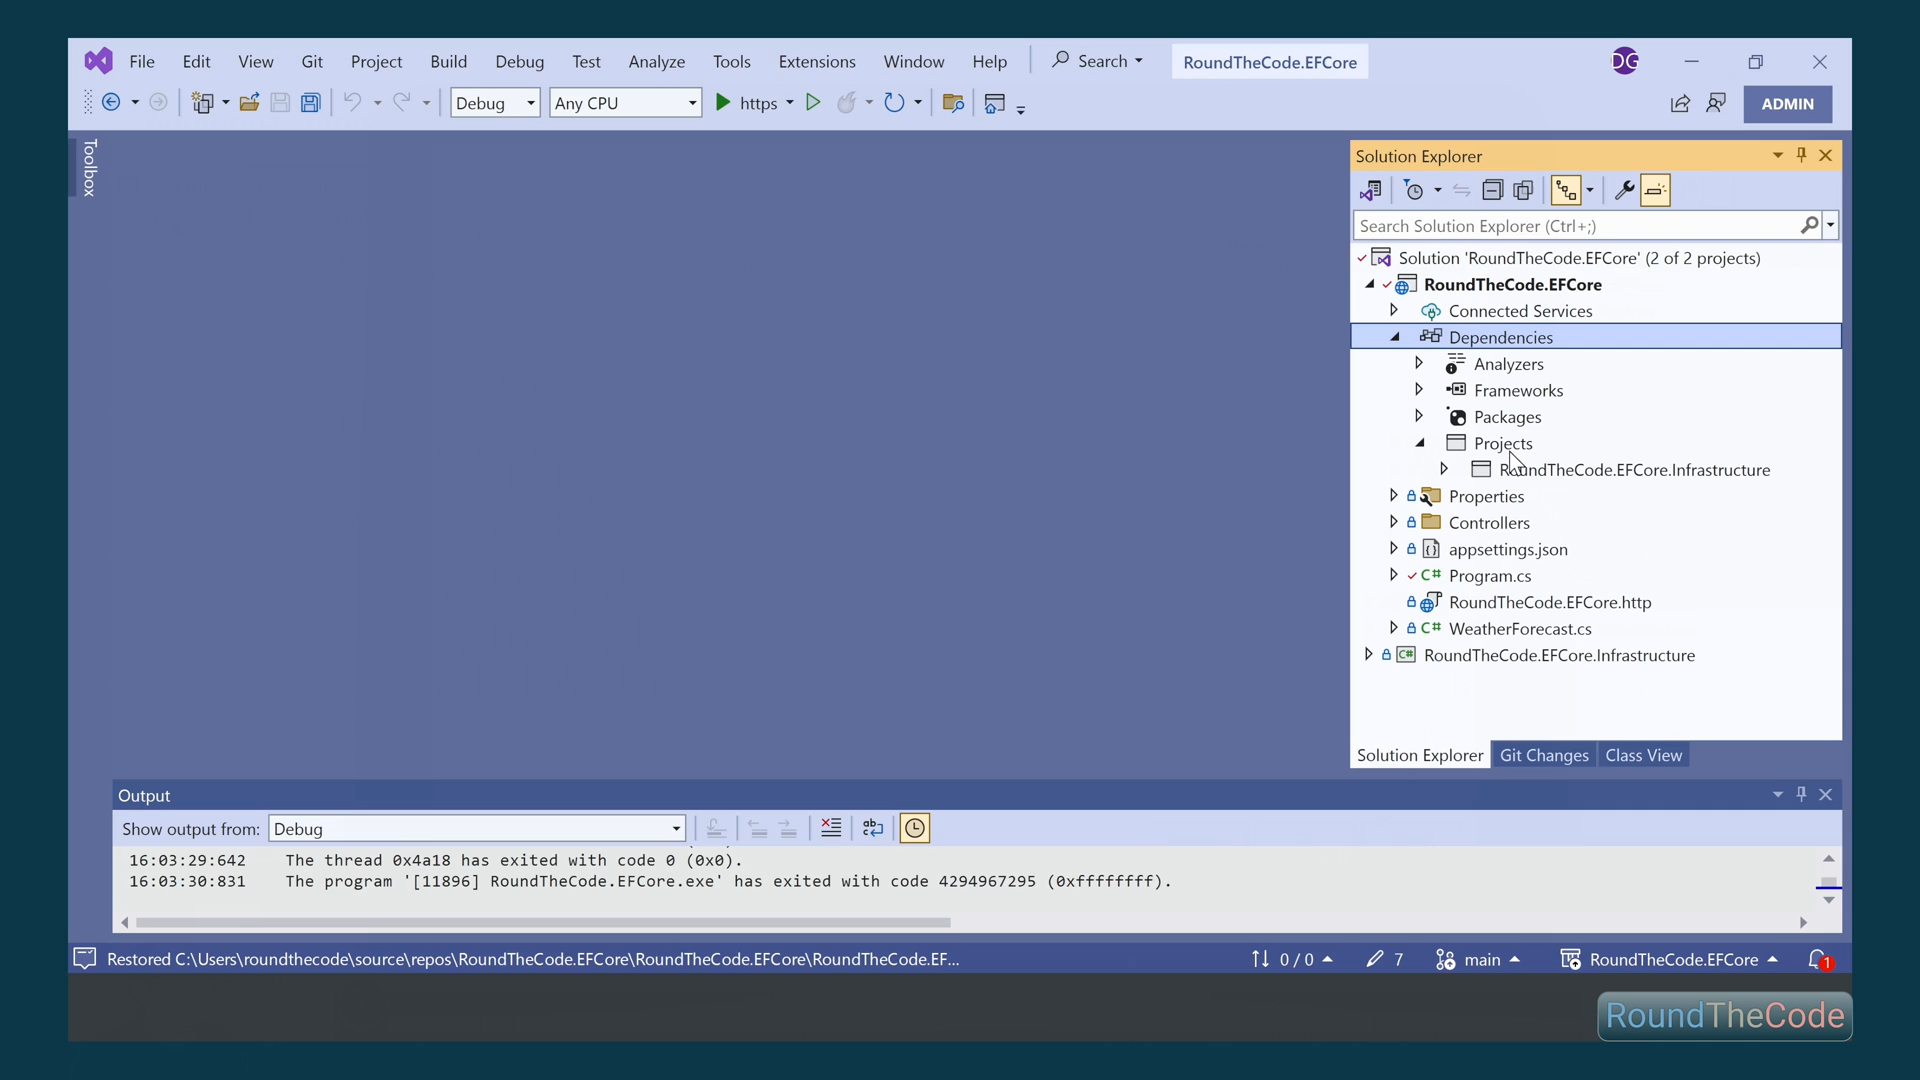 File Edit View Git Project Build Debug Test Analyze Tools Extensions Window Help Search RoundTheCode.EFCore DG
Debug Any CPU https ADMIN
Toolbox
Solution Explorer
Search Solution Explorer (Ctrl+;)
Solution 'RoundTheCode.EFCore' (2 of 2 projects)
RoundTheCode.EFCore
Connected Services
Dependencies
Analyzers
Frameworks
Packages
Projects
RoundTheCode.EFCore.Infrastructure
Properties
Controllers
appsettings.json
C# Program.cs
RoundTheCode.EFCore.http
C# WeatherForecast.cs
C# RoundTheCode.EFCore.Infrastructure
Solution Explorer Git Changes Class View
Output
Show output from: Debug
16:03:29:642 The thread 0x4a18 has exited with code 0 (0x0).
16:03:30:831 The program '[11896] RoundTheCode.EFCore.exe' has exited with code 4294967295 (0xffffffff).
Restored C:\Users\roundthecode\source\repos\RoundTheCode.EFCore\RoundTheCode.EFCore\RoundTheCode.EF... 0 / 0 7 main RoundTheCode.EFCore 1
RoundTheCode